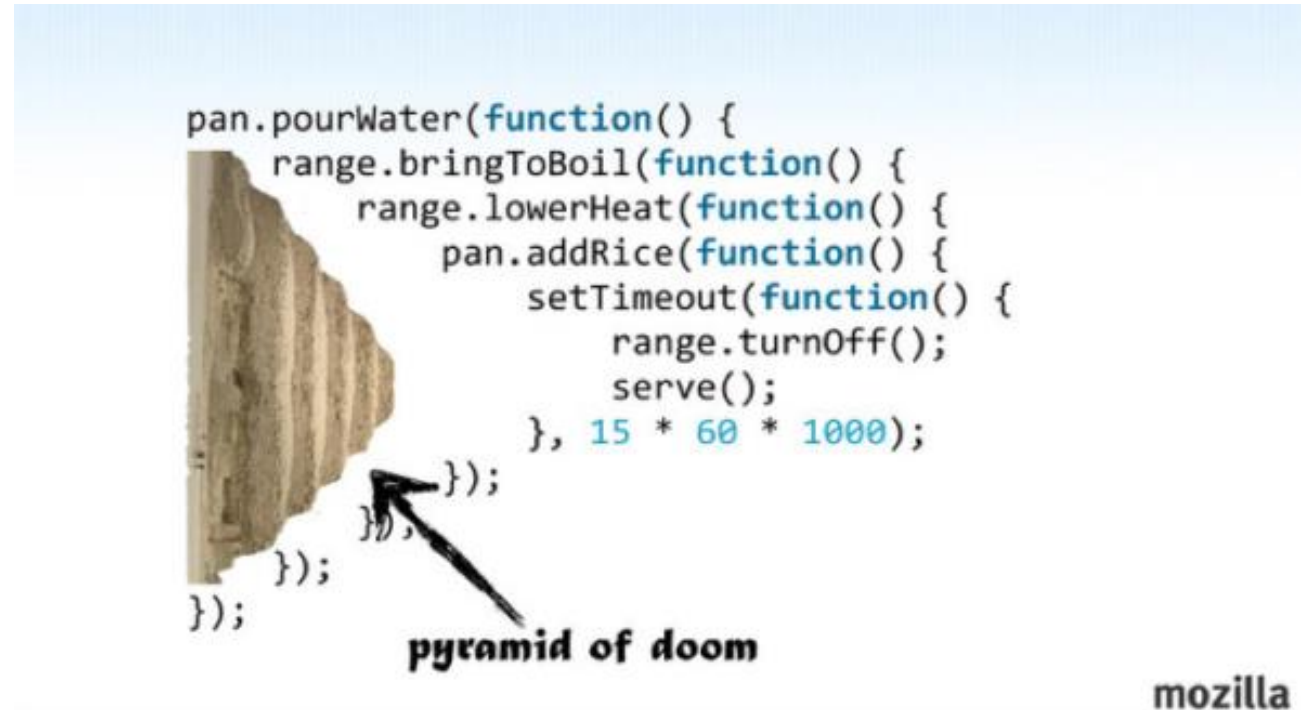 pan.pourWater(function() {
    range.bringToBoil(function() {
        range.lowerHeat(function() {
            pan.addRice(function() {
                setTimeout(function() {
                    range.turnOff();
                    serve();
                }, 15 * 60 * 1000);
            });
        });
    });
});
pyramid of doom
mozilla